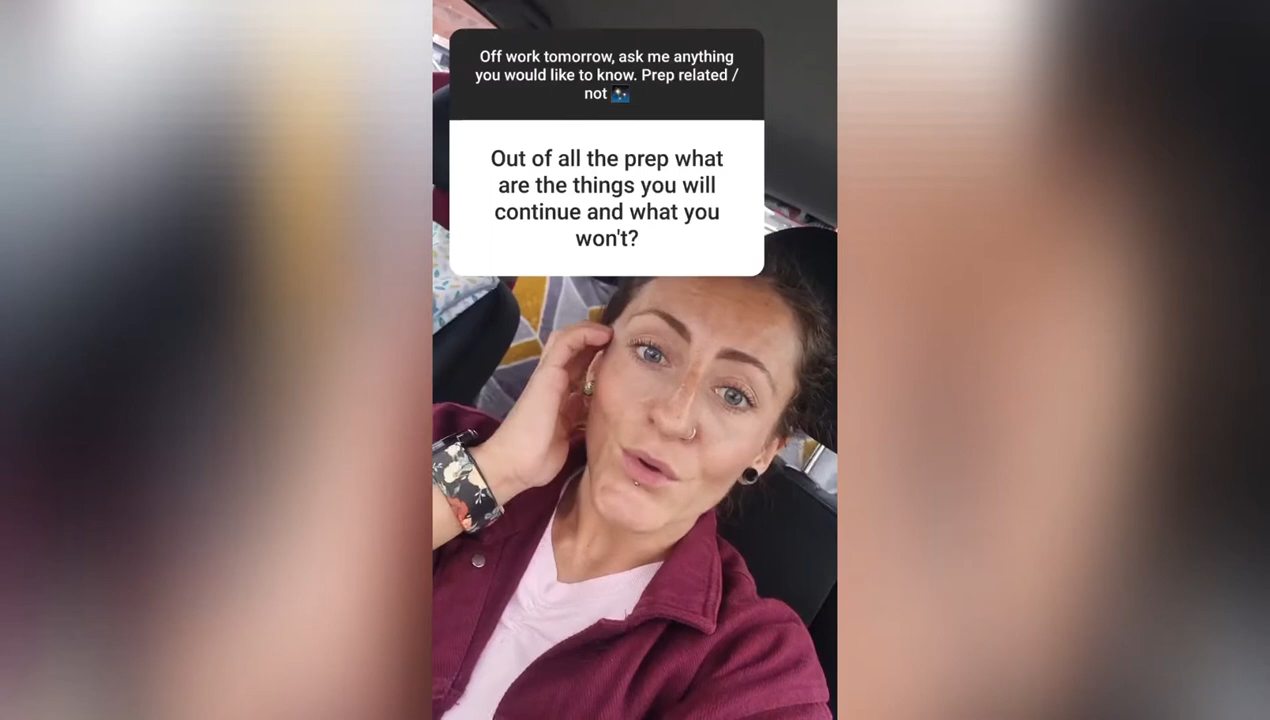 Off work tomorrow, ask me anything
you would like to know. Prep related /
not 🌌
Out of all the prep what
are the things you will
continue and what you
won't?